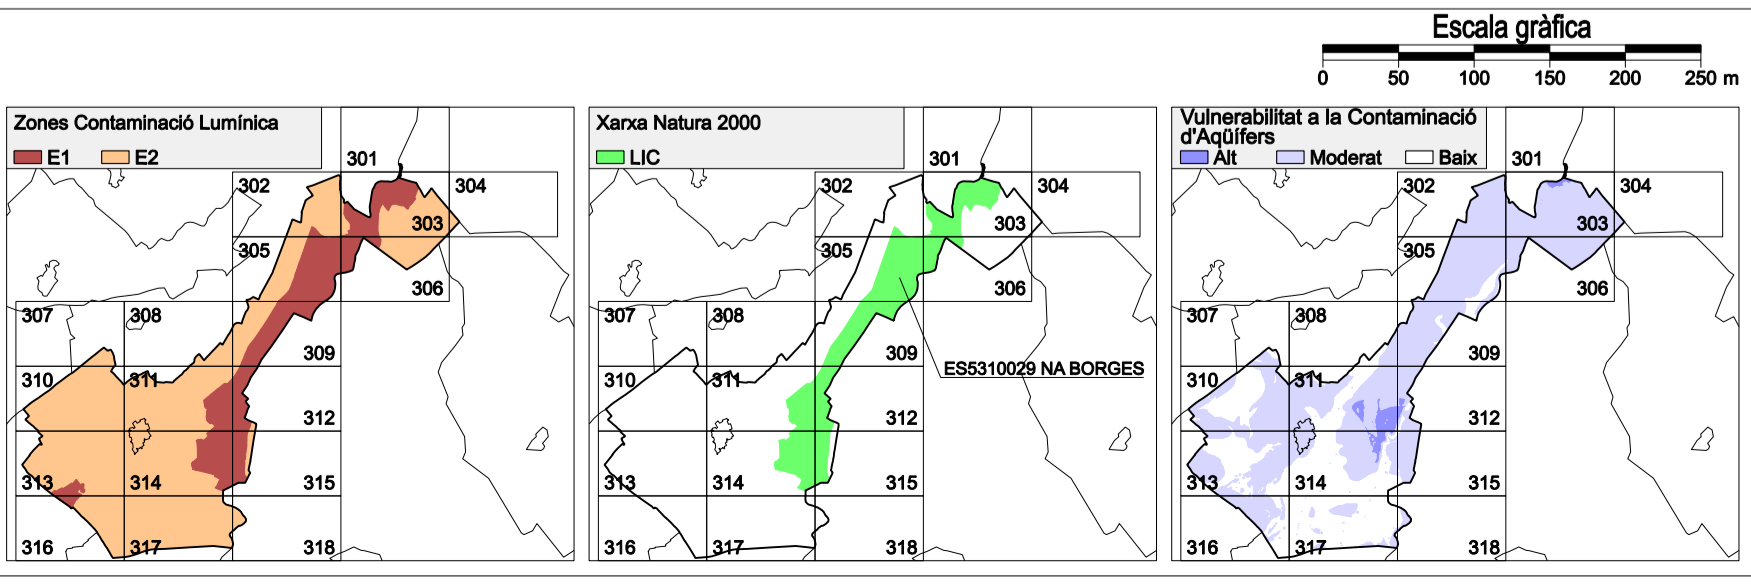 Escala gràfica
0 50 100 150 200 250 m
Zones Contaminació Lumínica
E1 E2
301
302 304
303
305
306
307 308
309
310 311
312
313 314 315
316 317 318
Xarxa Natura 2000
LIC
301
302 304
303
305
306
307 308
309
ES5310029 NA BORGES
310 311
312
313 314 315
316 317 318
Vulnerabilitat a la Contaminació
d'Aqüífers
Alt Moderat Baix
301
302 304
303
305
306
307 308
309
310 311
312
313 314 315
316 317 318